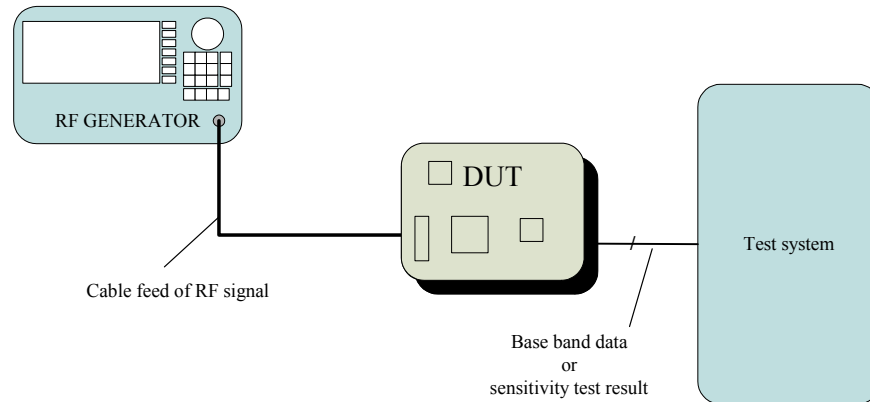 RF GENERATOR
DUT
Test system
Cable feed of RF signal
Base band data
or
sensitivity test result